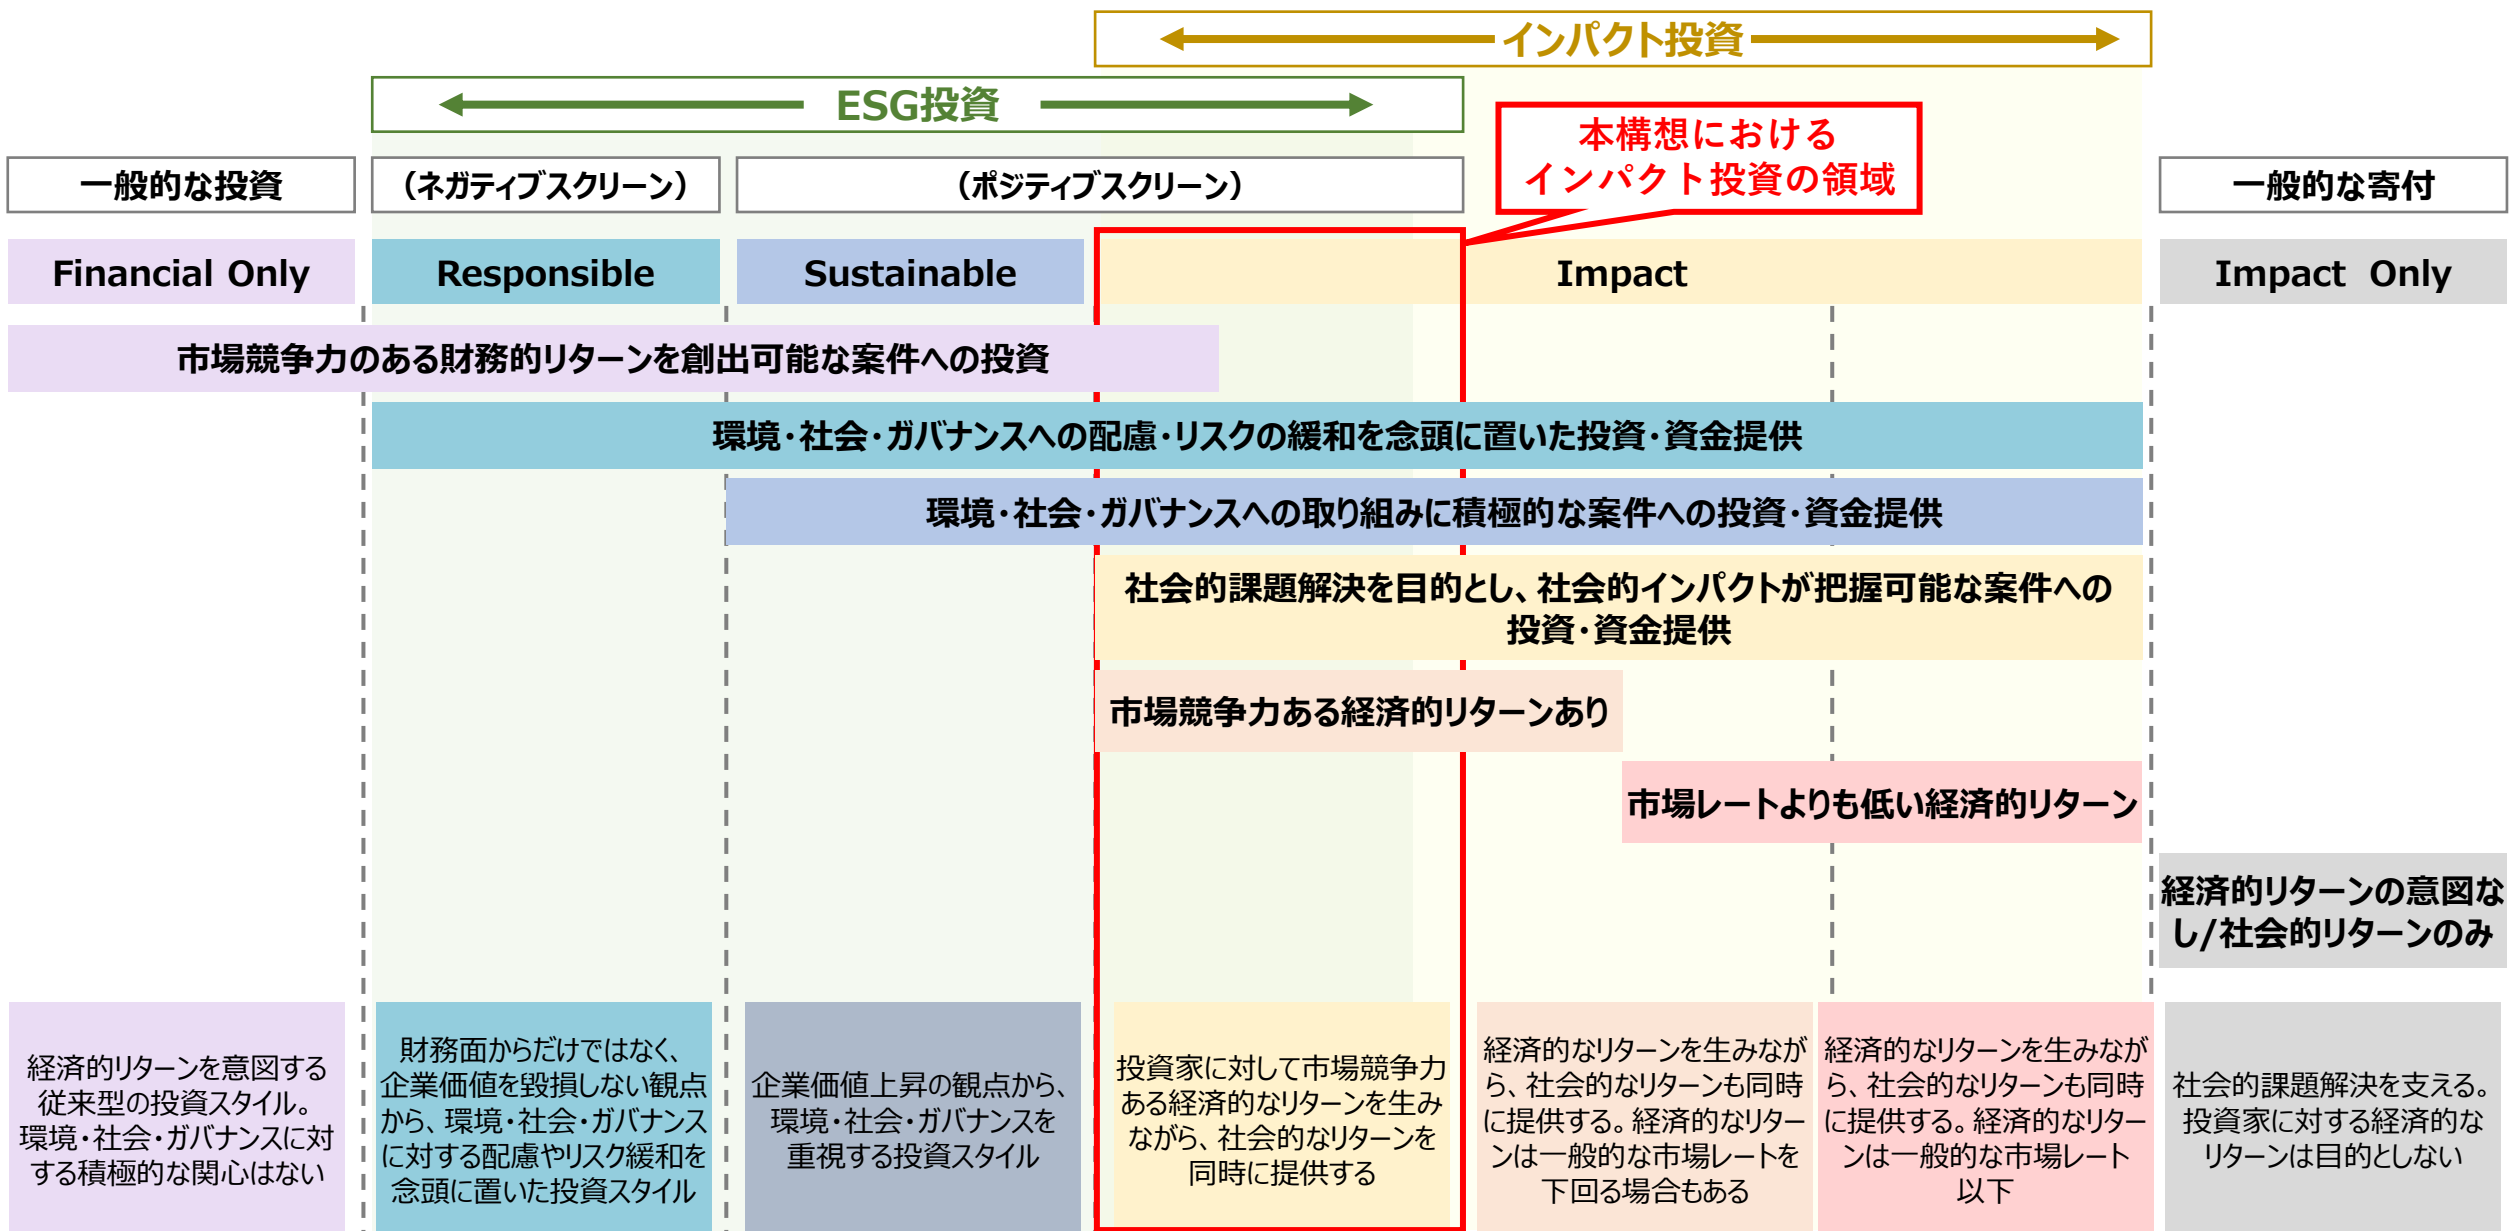 インパクト投資
ESG投資
本構想における
インパクト投資の領域
一般的な投資
（ネガティブスクリーン）
（ポジティブスクリーン）
一般的な寄付
Financial Only
Responsible
Sustainable
Impact
Impact Only
市場競争力のある財務的リターンを創出可能な案件への投資
環境・社会・ガバナンスへの配慮・リスクの緩和を念頭に置いた投資・資金提供
環境・社会・ガバナンスへの取り組みに積極的な案件への投資・資金提供
社会的課題解決を目的とし、社会的インパクトが把握可能な案件への
投資・資金提供
市場競争力ある経済的リターンあり
市場レートよりも低い経済的リターン
経済的リターンの意図な
し/社会的リターンのみ
経済的リターンを意図する
従来型の投資スタイル。
環境・社会・ガバナンスに対
する積極的な関心はない
財務面からだけではなく、
企業価値を毀損しない観点
から、環境・社会・ガバナンス
に対する配慮やリスク緩和を
念頭に置いた投資スタイル
企業価値上昇の観点から、
環境・社会・ガバナンスを
重視する投資スタイル
投資家に対して市場競争力
ある経済的なリターンを生み
ながら、社会的なリターンを
同時に提供する
経済的なリターンを生みなが
ら、社会的なリターンも同時
に提供する。経済的なリター
ンは一般的な市場レートを
下回る場合もある
経済的なリターンを生みなが
ら、社会的なリターンも同時
に提供する。経済的なリター
ンは一般的な市場レート
以下
社会的課題解決を支える。
投資家に対する経済的な
リターンは目的としない